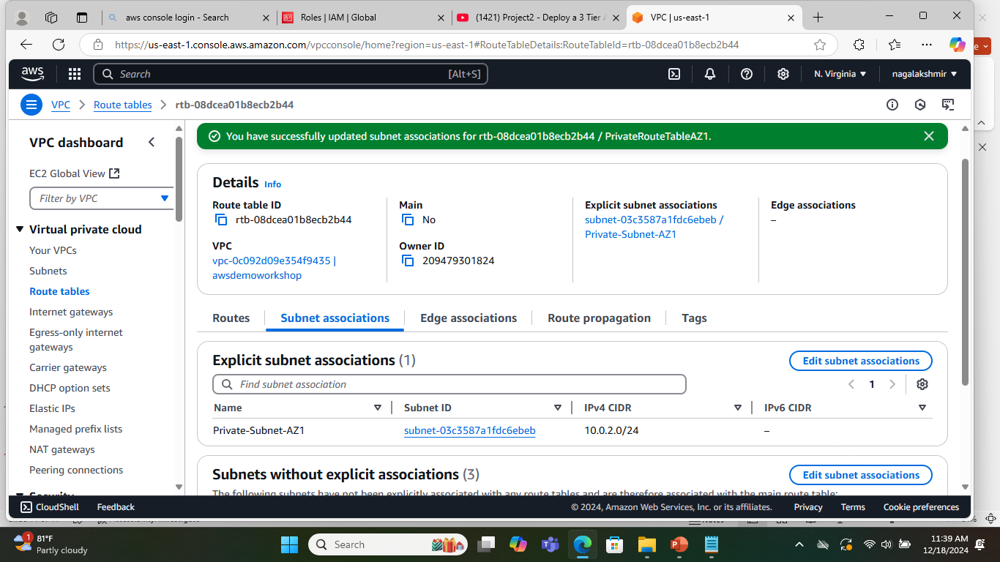 aws console login - Search
Roles | IAM | Global
(1421) Project2 - Deploy a 3 Tier
VPC | us-east-1
https://us-east-1.console.aws.amazon.com/vpcconsole/home?region=us-east-1#RouteTableDetails:RouteTableId=rtb-08dcea01b8ecb2b44
aws
Search
[Alt+S]
N. Virginia
nagalakshmir
VPC
Route tables
rtb-08dcea01b8ecb2b44
VPC dashboard
EC2 Global View
Filter by VPC
Virtual private cloud
Your VPCs
Subnets
Route tables
Internet gateways
Egress-only internet
gateways
Carrier gateways
DHCP option sets
Elastic IPs
Managed prefix lists
NAT gateways
Peering connections
Security
You have successfully updated subnet associations for rtb-08dcea01b8ecb2b44 / PrivateRouteTableAZ1.
Details Info
Route table ID
rtb-08dcea01b8ecb2b44
Main
No
Explicit subnet associations
subnet-03c3587a1fdc6ebeb /
Private-Subnet-AZ1
Edge associations
–
VPC
vpc-0c092d09e354f9435 |
awsdemoworkshop
Owner ID
209479301824
Routes
Subnet associations
Edge associations
Route propagation
Tags
Explicit subnet associations (1)
Edit subnet associations
Find subnet association
1
Name
Subnet ID
IPv4 CIDR
IPv6 CIDR
Private-Subnet-AZ1
subnet-03c3587a1fdc6ebeb
10.0.2.0/24
–
Subnets without explicit associations (3)
Edit subnet associations
The following subnets have not been explicitly associated with any route tables and are therefore associated with the main route table:
CloudShell
Feedback
© 2024, Amazon Web Services, Inc. or its affiliates.
Privacy
Terms
Cookie preferences
1
81°F
Partly cloudy
Search
11:39 AM
12/18/2024